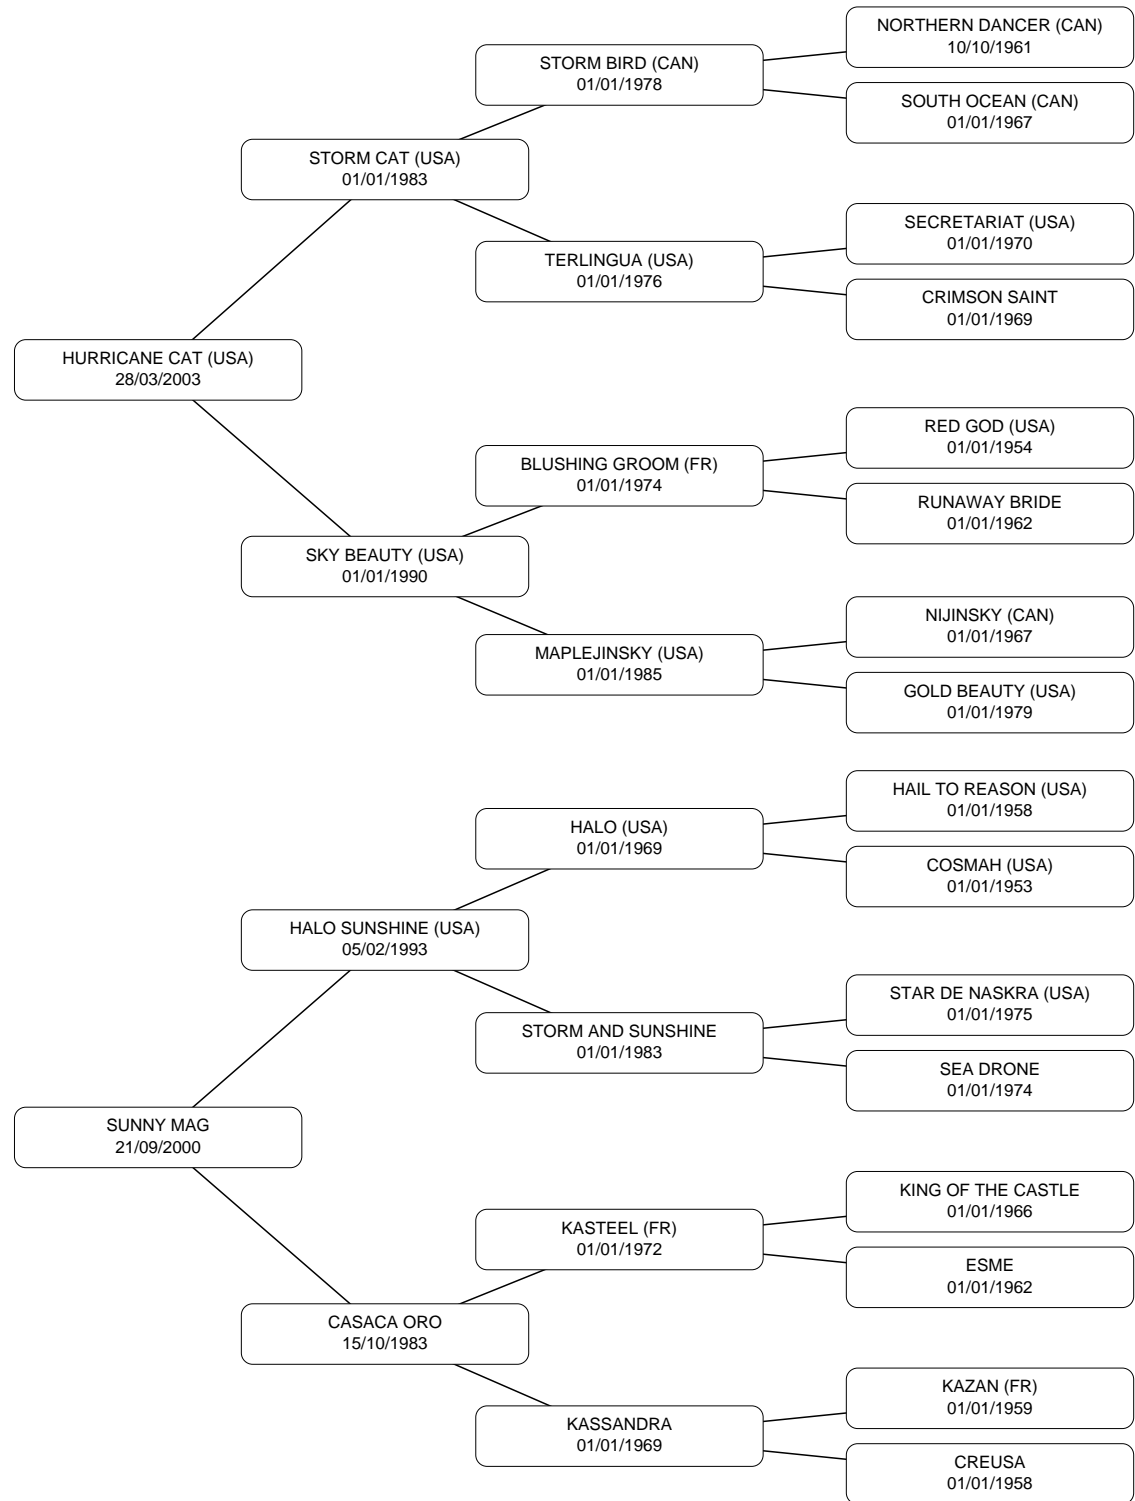 NORTHERN DANCER (CAN)
10/10/1961
STORM BIRD (CAN)
01/01/1978
SOUTH OCEAN (CAN)
01/01/1967
STORM CAT (USA)
01/01/1983
SECRETARIAT (USA)
01/01/1970
TERLINGUA (USA)
01/01/1976
CRIMSON SAINT
01/01/1969
HURRICANE CAT (USA)
28/03/2003
RED GOD (USA)
01/01/1954
BLUSHING GROOM (FR)
01/01/1974
RUNAWAY BRIDE
01/01/1962
SKY BEAUTY (USA)
01/01/1990
NIJINSKY (CAN)
01/01/1967
MAPLEJINSKY (USA)
01/01/1985
GOLD BEAUTY (USA)
01/01/1979
HAIL TO REASON (USA)
01/01/1958
HALO (USA)
01/01/1969
COSMAH (USA)
01/01/1953
HALO SUNSHINE (USA)
05/02/1993
STAR DE NASKRA (USA)
01/01/1975
STORM AND SUNSHINE
01/01/1983
SEA DRONE
01/01/1974
SUNNY MAG
21/09/2000
KING OF THE CASTLE
01/01/1966
KASTEEL (FR)
01/01/1972
ESME
01/01/1962
CASACA ORO
15/10/1983
KAZAN (FR)
01/01/1959
KASSANDRA
01/01/1969
CREUSA
01/01/1958